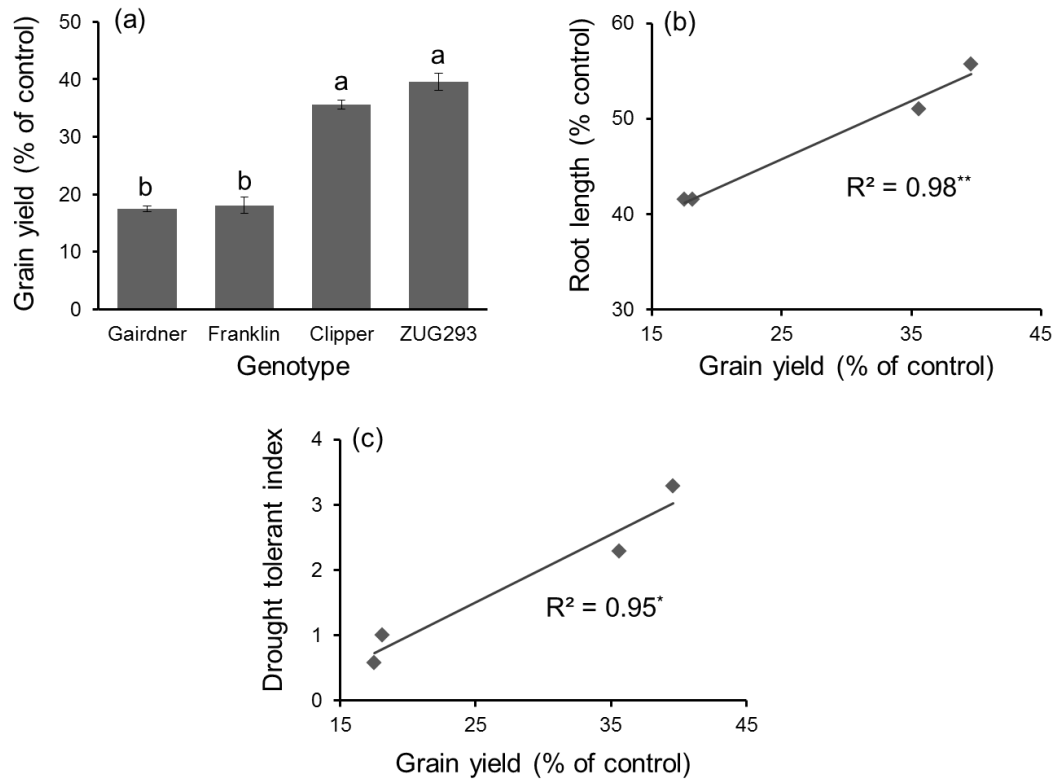 (a)
Grain yield (% of control)
50
40
30
20
10
0
b
b
a
a
Gairdner Franklin Clipper ZUG293
Genotype
(b)
Root length (% control)
60
50
40
30
R² = 0.98**
15 25 35 45
Grain yield (% of control)
(c)
Drought tolerant index
4
3
2
1
0
R² = 0.95*
15 25 35 45
Grain yield (% of control)